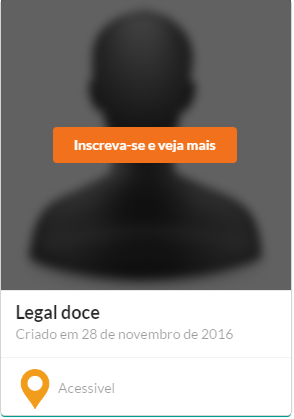 Inscreva-se e veja mais
Legal doce
Criado em 28 de novembro de 2016
Acessivel